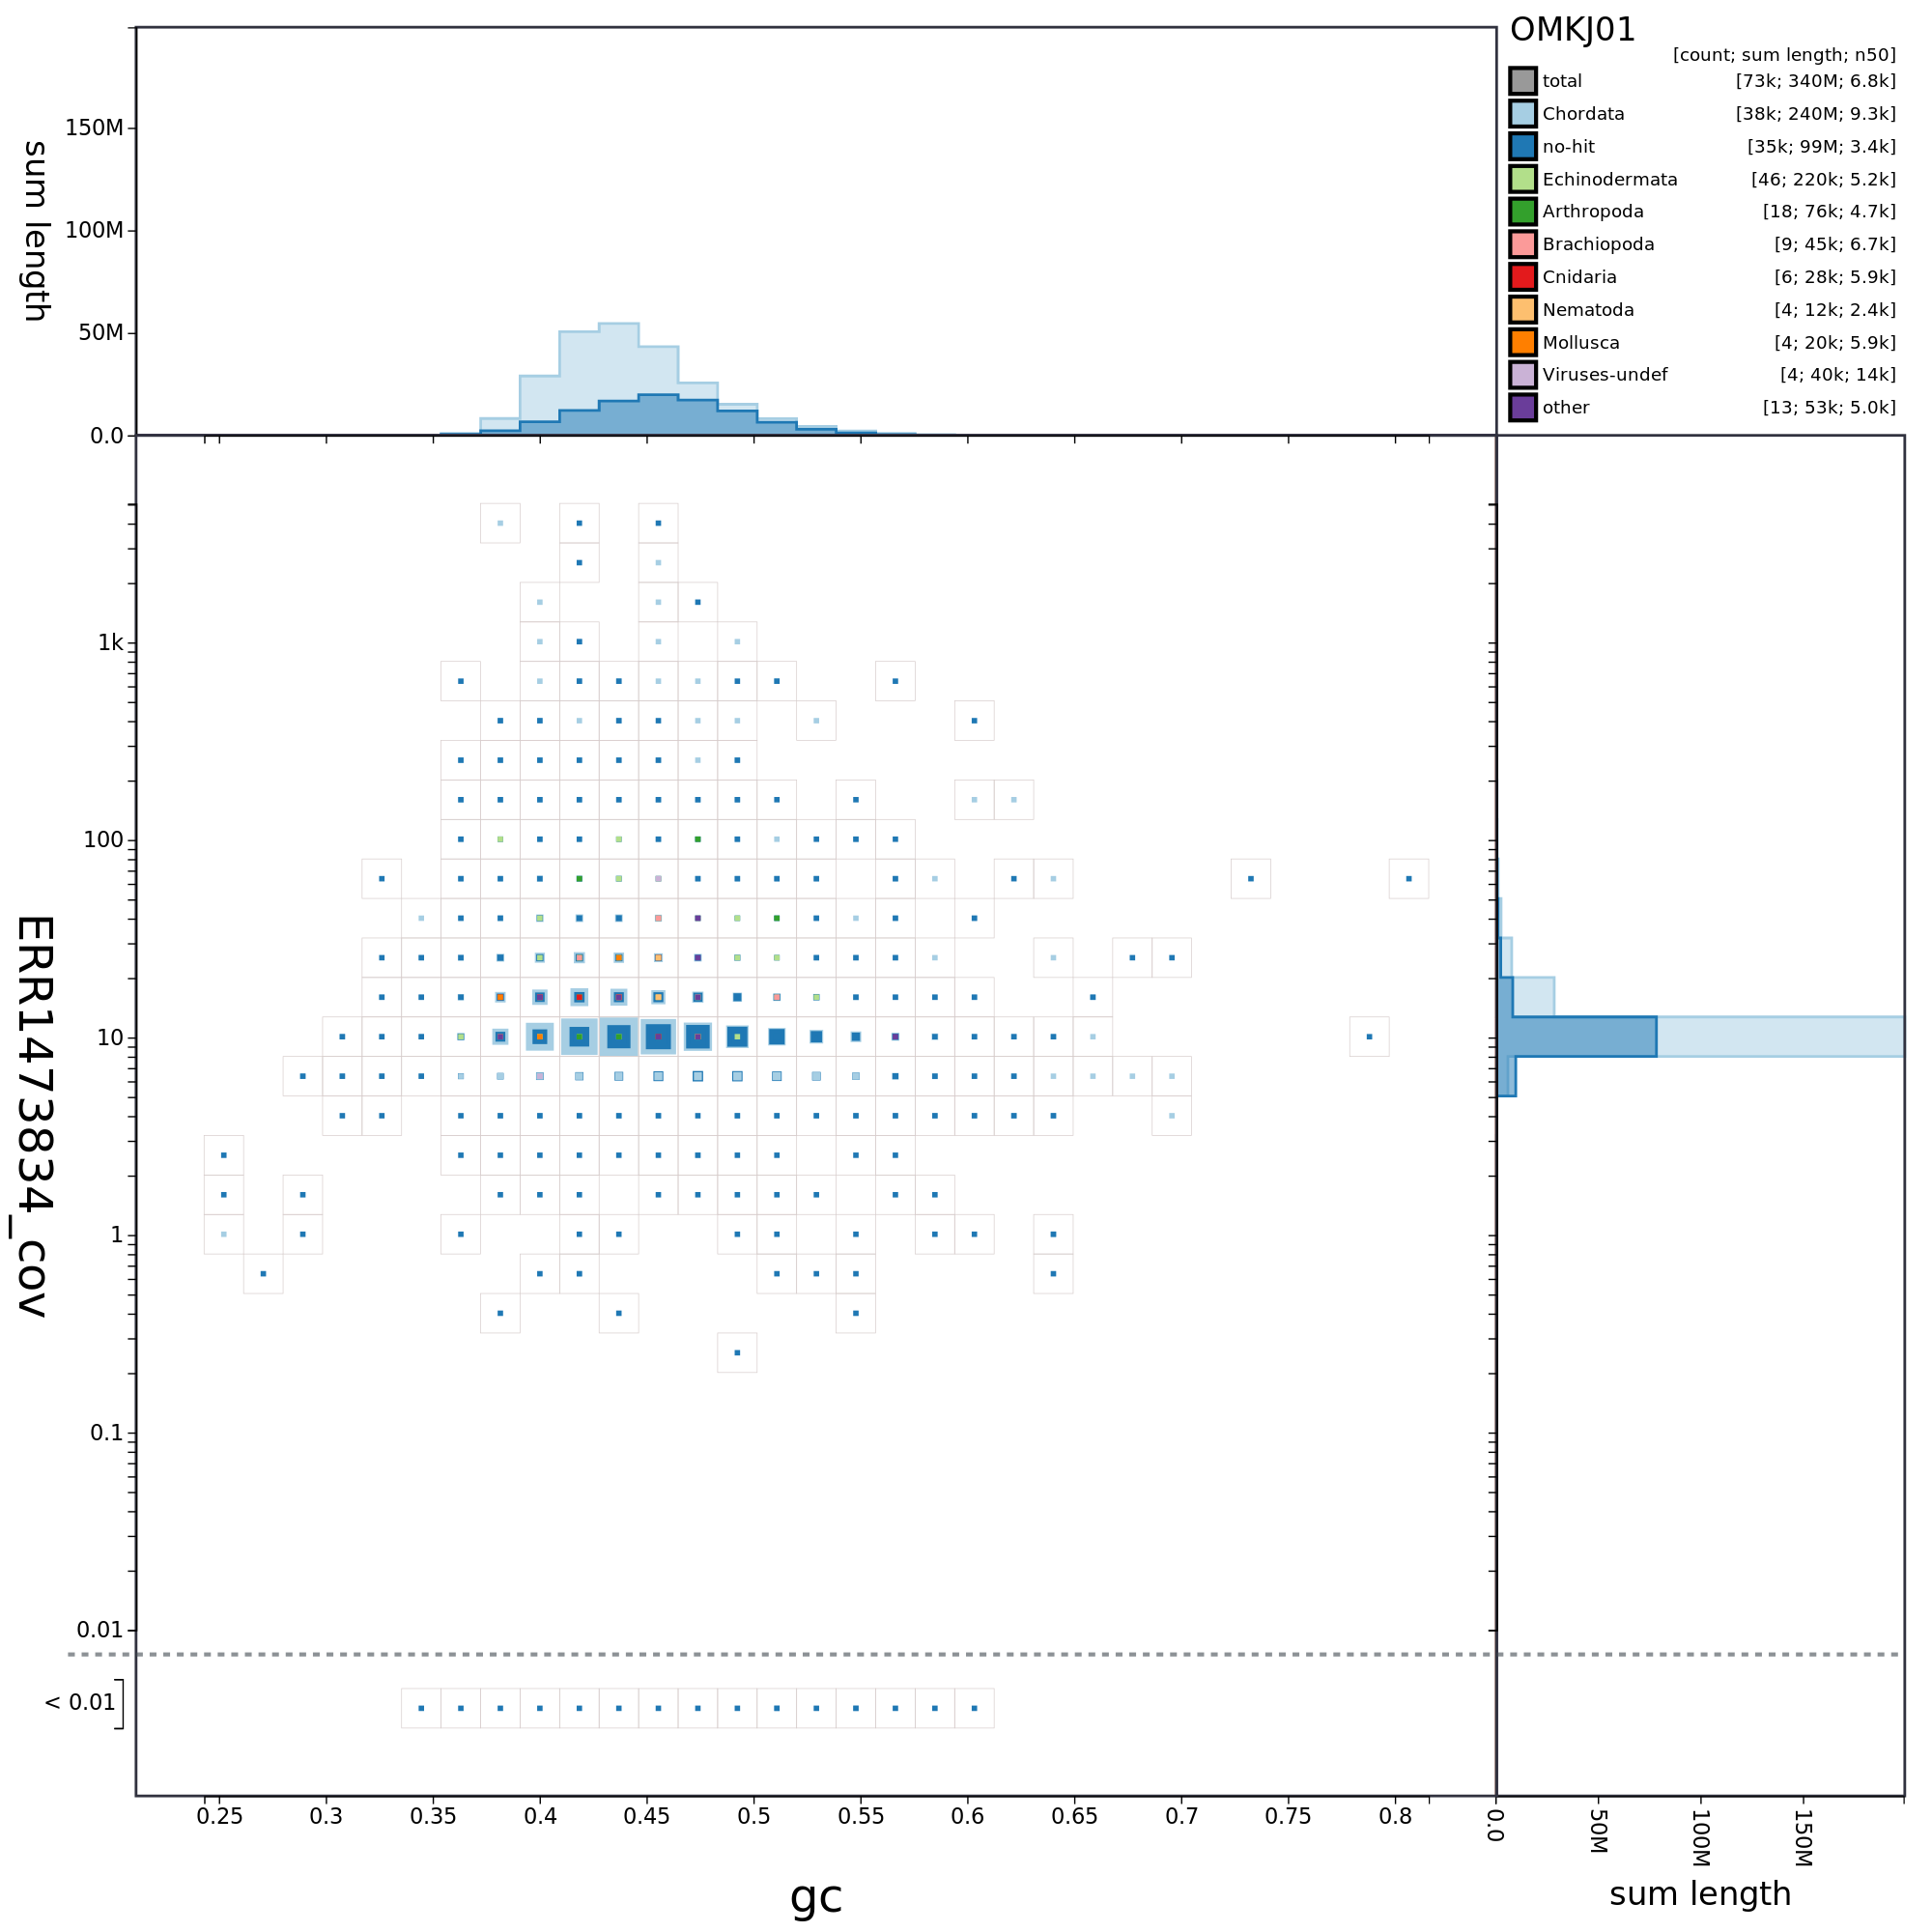 OMKJ01
[count; sum length; n50]
total [73k; 340M; 6.8k]
Chordata [38k; 240M; 9.3k]
no-hit [35k; 99M; 3.4k]
Echinodermata [46; 220k; 5.2k]
Arthropoda [18; 76k; 4.7k]
Brachiopoda [9; 45k; 6.7k]
Cnidaria [6; 28k; 5.9k]
Nematoda [4; 12k; 2.4k]
Mollusca [4; 20k; 5.9k]
Viruses-undef [4; 40k; 14k]
other [13; 53k; 5.0k]
sum length
150M
100M
50M
0.0
ERR1473834_cov
1k
100
10
1
0.1
0.01
< 0.01
0.25 0.3 0.35 0.4 0.45 0.5 0.55 0.6 0.65 0.7 0.75 0.8
gc
0.0 50M 100M 150M
sum length